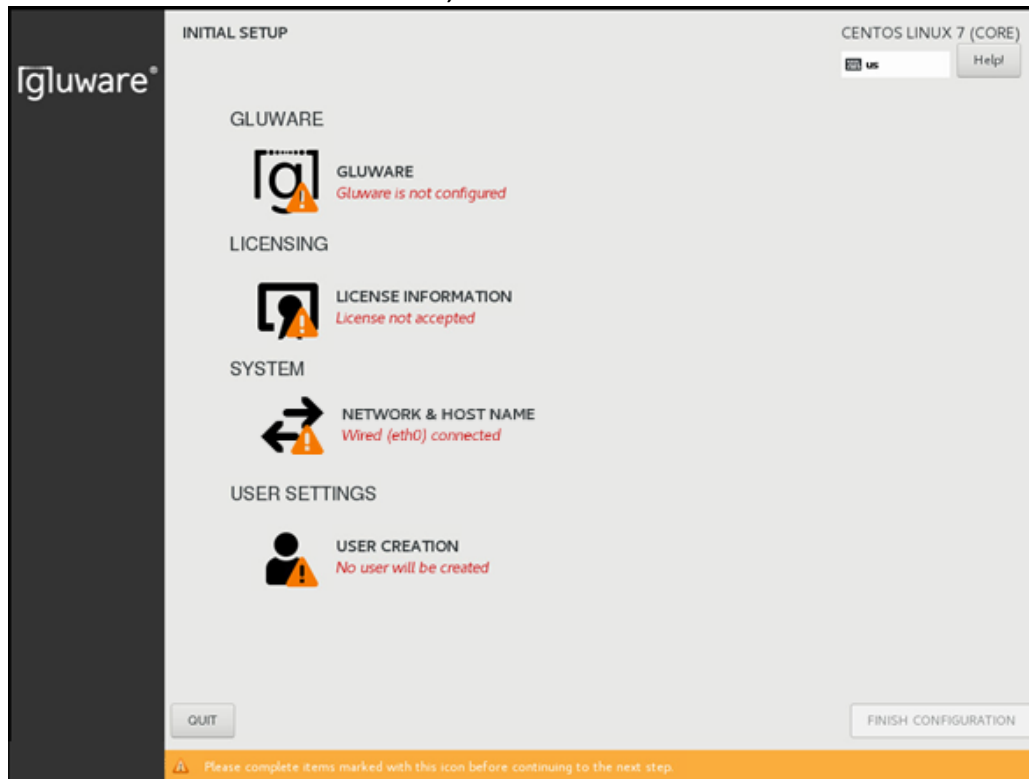 INITIAL SETUP
CENTOS LINUX 7 (CORE)
us
Help!
gluware®
GLUWARE
GLUWARE
Gluware is not configured
LICENSING
LICENSE INFORMATION
License not accepted
SYSTEM
NETWORK & HOST NAME
Wired (eth0) connected
USER SETTINGS
USER CREATION
No user will be created
QUIT
FINISH CONFIGURATION
Please complete items marked with this icon before continuing to the next step.